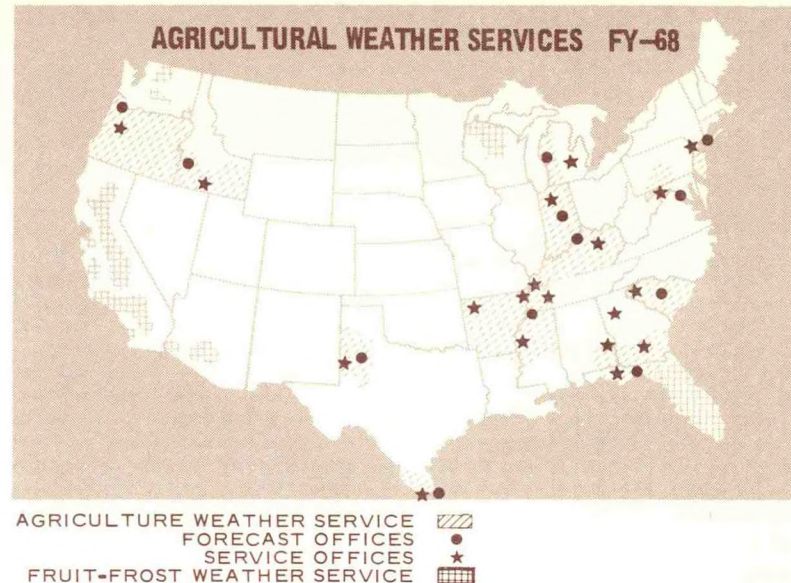 AGRICULTURAL WEATHER SERVICES FY-68
AGRICULTURE WEATHER SERVICE
FORECAST OFFICES
SERVICE OFFICES
FRUIT-FROST WEATHER SERVICE